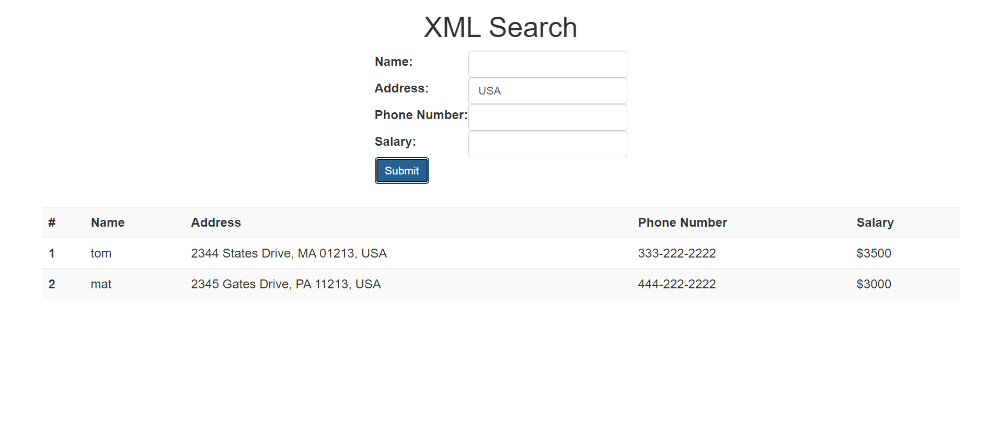 XML Search
Name:
Address: USA
Phone Number:
Salary:
Submit
# Name Address Phone Number Salary
1 tom 2344 States Drive, MA 01213, USA 333-222-2222 $3500
2 mat 2345 Gates Drive, PA 11213, USA 444-222-2222 $3000